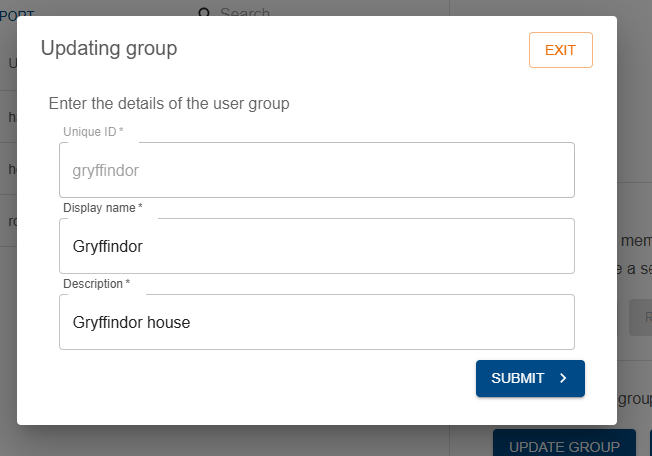 PORT
Search
Updating group
EXIT
Enter the details of the user group
Unique ID *
gryffindor
Display name *
Gryffindor
Description *
Gryffindor house
SUBMIT
mem
e a se
group
UPDATE GROUP